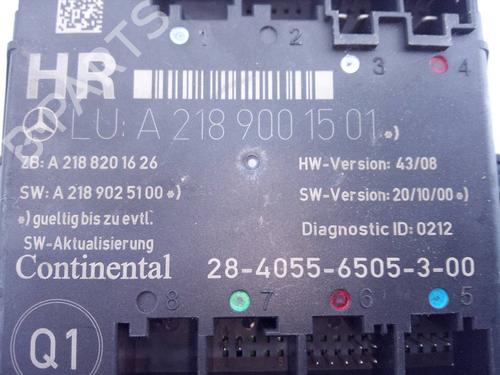 1 2 3 4
HR
LU: A 218 900 15 01 *)
ZB: A 218 820 16 26
HW-Version: 43/08
SW: A 218 902 51 00 *)
SW-Version: 20/10/00 *)
*) gueltig bis zu evtl.
SW-Aktualisierung
Diagnostic ID: 0212
Continental 28-4055-6505-3-00
8 7 6 5
Q1
B-PARTS